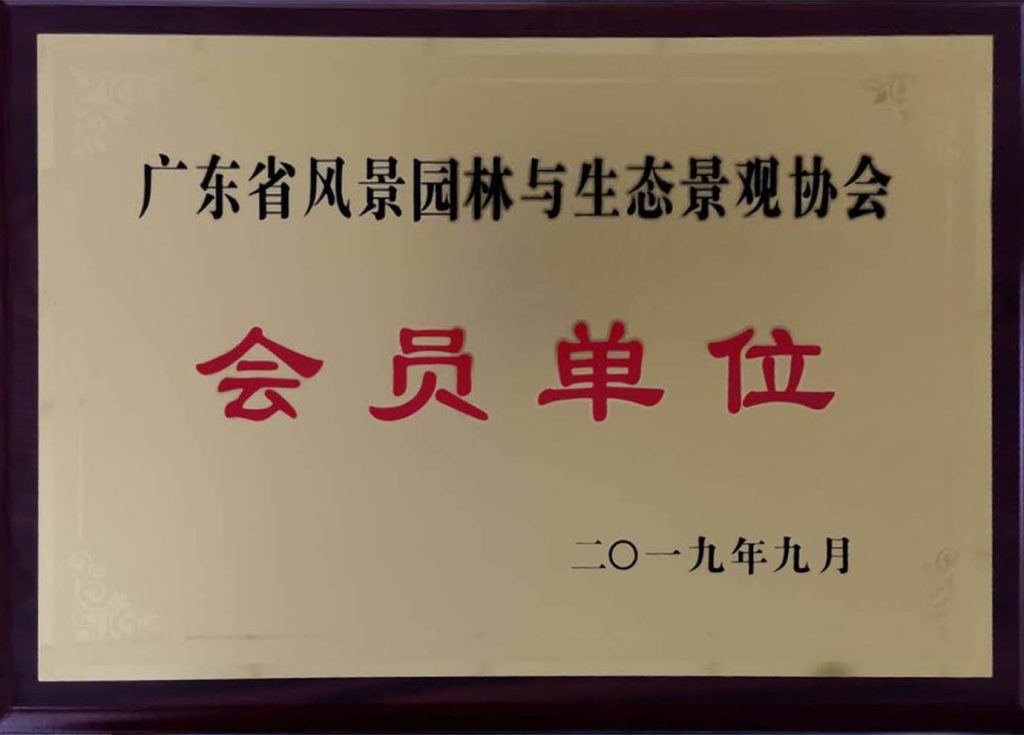 广东省风景园林与生态景观协会
会员单位
二〇一九年九月